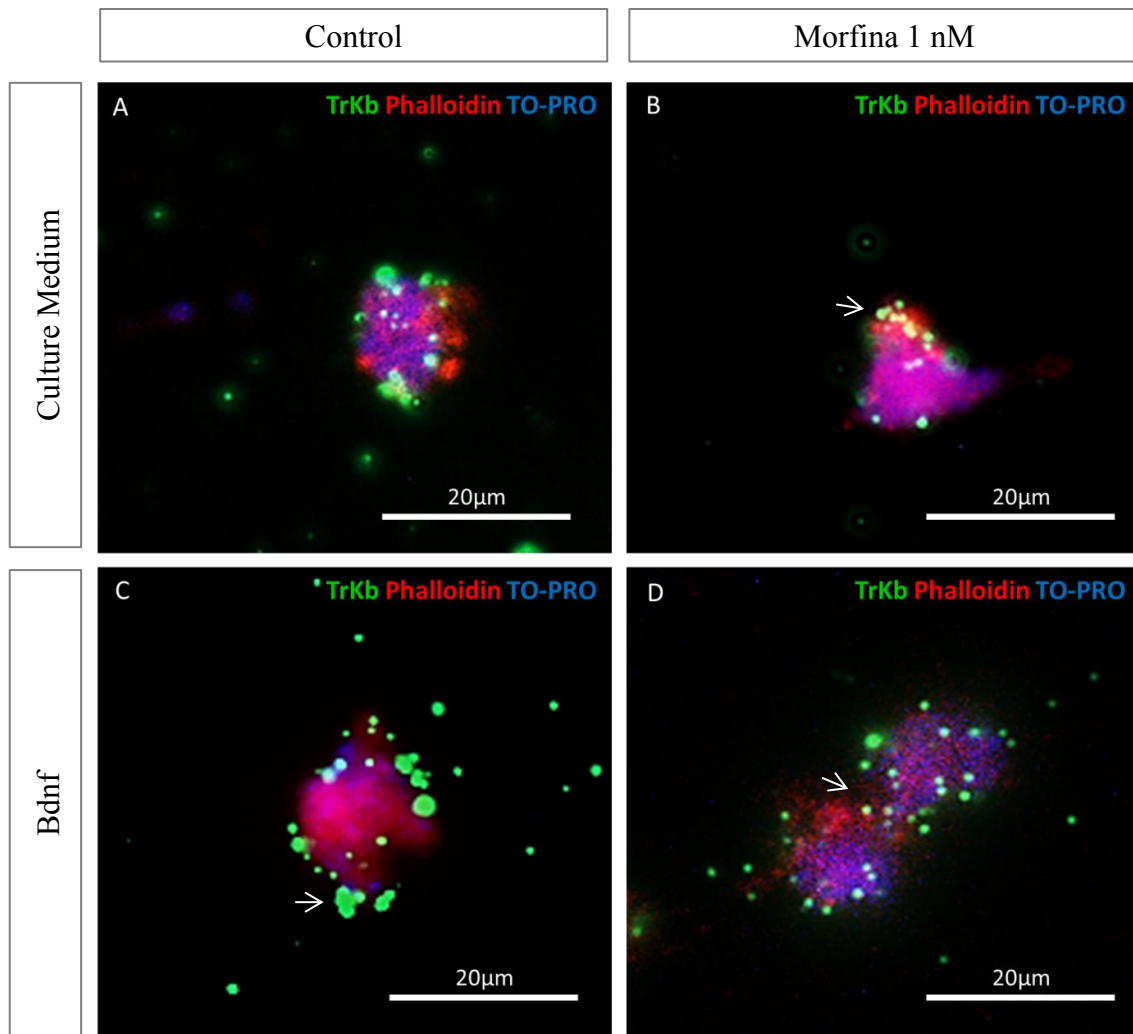 Control
Morfina 1 nM
Culture Medium
A
TrKb Phalloidin TO-PRO
20µm
B
TrKb Phalloidin TO-PRO
20µm
Bdnf
C
TrKb Phalloidin TO-PRO
20µm
D
TrKb Phalloidin TO-PRO
20µm